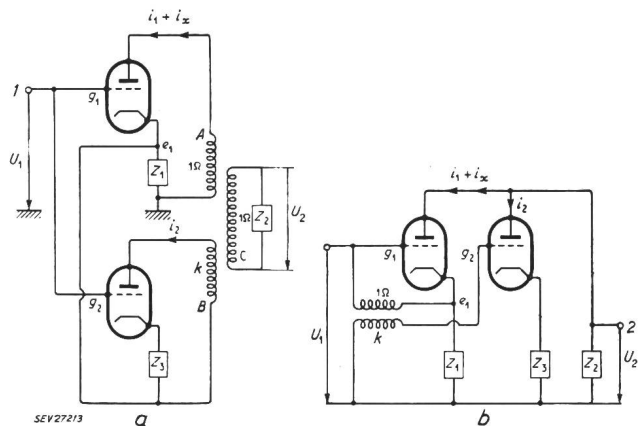 i₁ + iₓ
1
g₁
A
1Ω
e₁
U₁
Z₁
1Ω
Z₂
U₂
C
i₂
k
B
g₂
Z₃
SEV27213
a
i₁ + iₓ
i₂
g₁
g₂
1Ω
e₁
k
U₁
2
Z₁
Z₃
Z₂
U₂
b